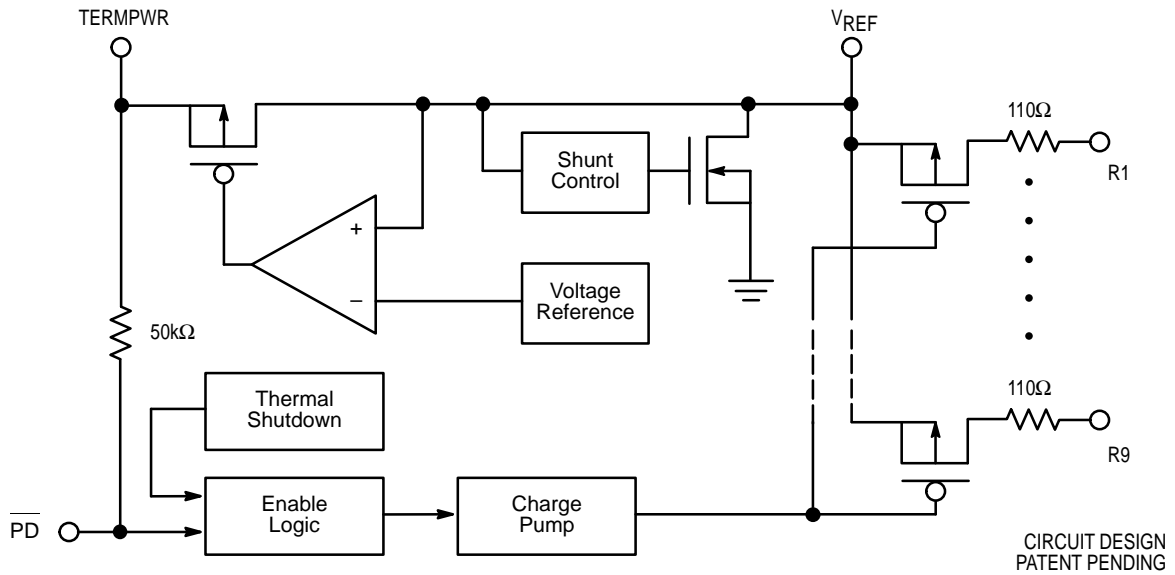 TERMPWR
VREF
110Ω
R1
Shunt
Control
+
–
Voltage
Reference
50kΩ
Thermal
Shutdown
110Ω
R9
PD
Enable
Logic
Charge
Pump
CIRCUIT DESIGN
PATENT PENDING